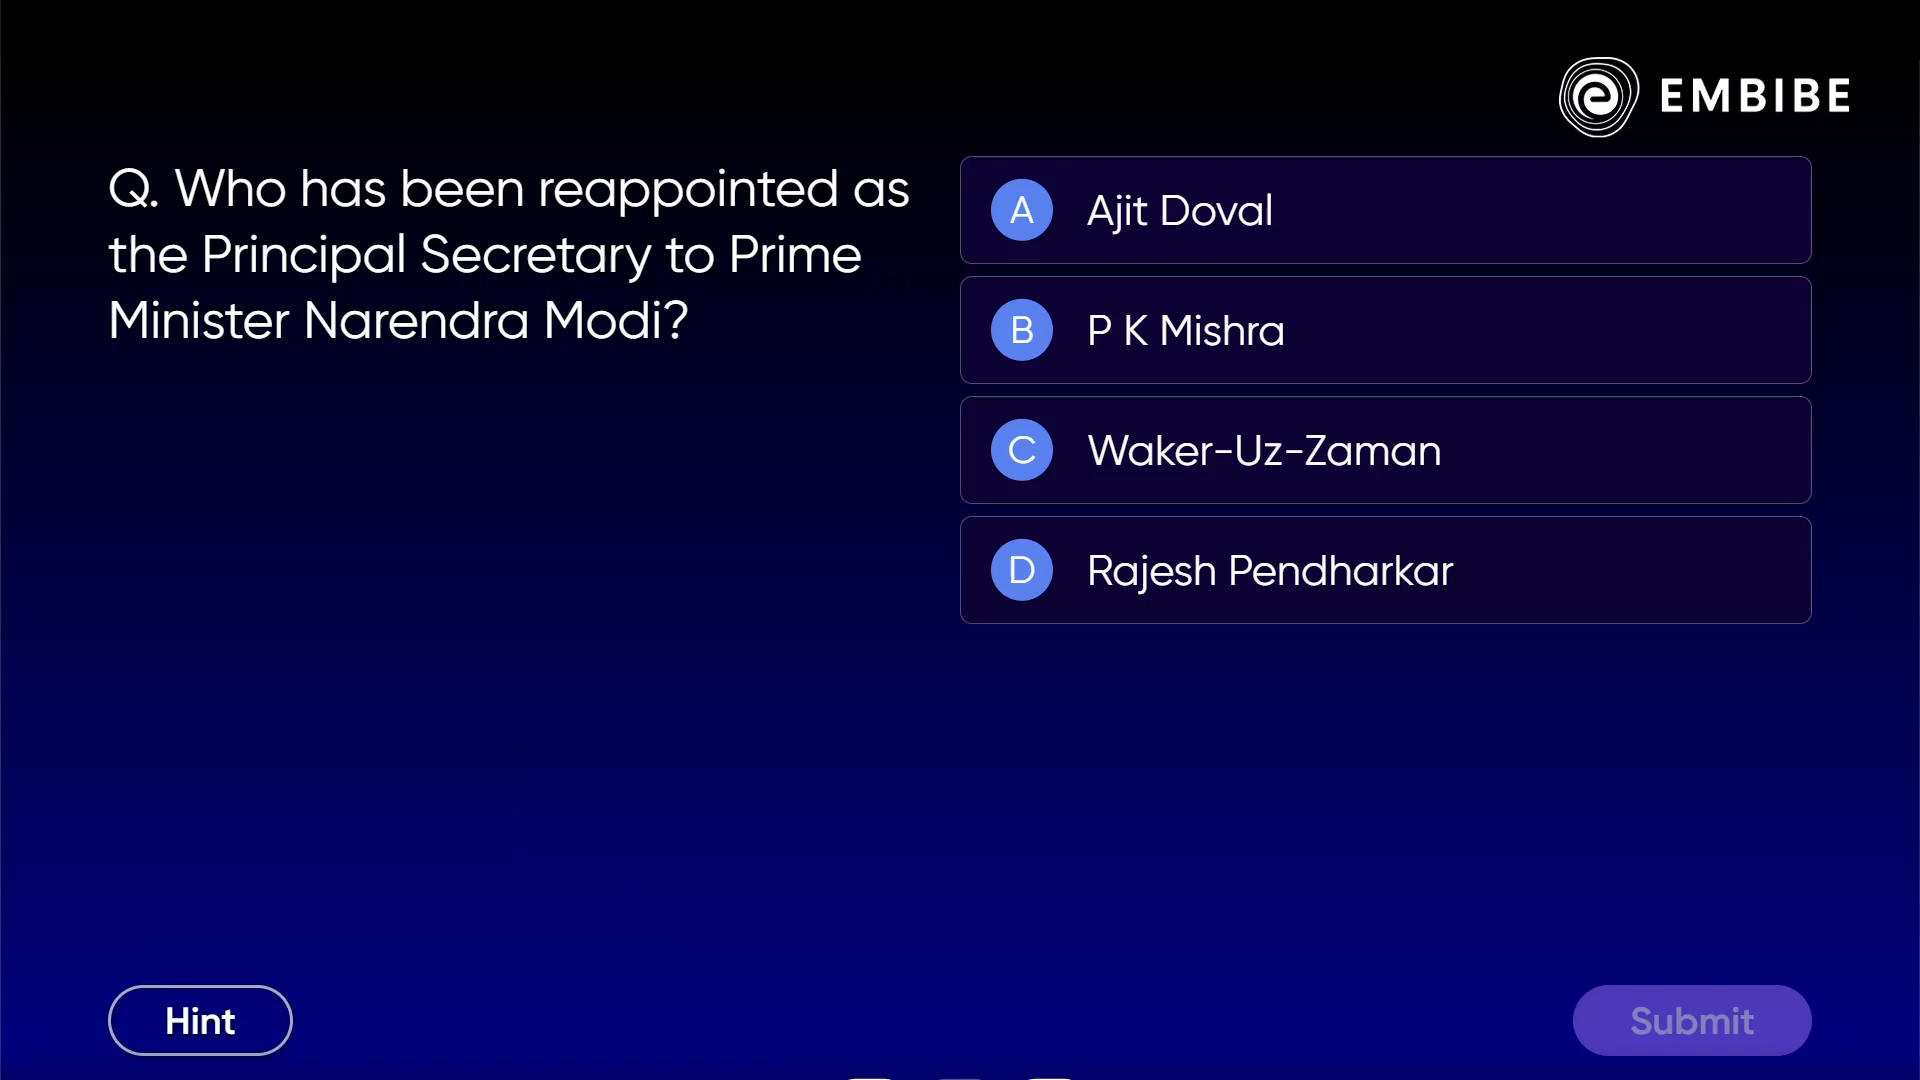 EMBIBE
Q. Who has been reappointed as
the Principal Secretary to Prime
Minister Narendra Modi?
A Ajit Doval
B P K Mishra
C Waker-Uz-Zaman
D Rajesh Pendharkar
Hint
Submit